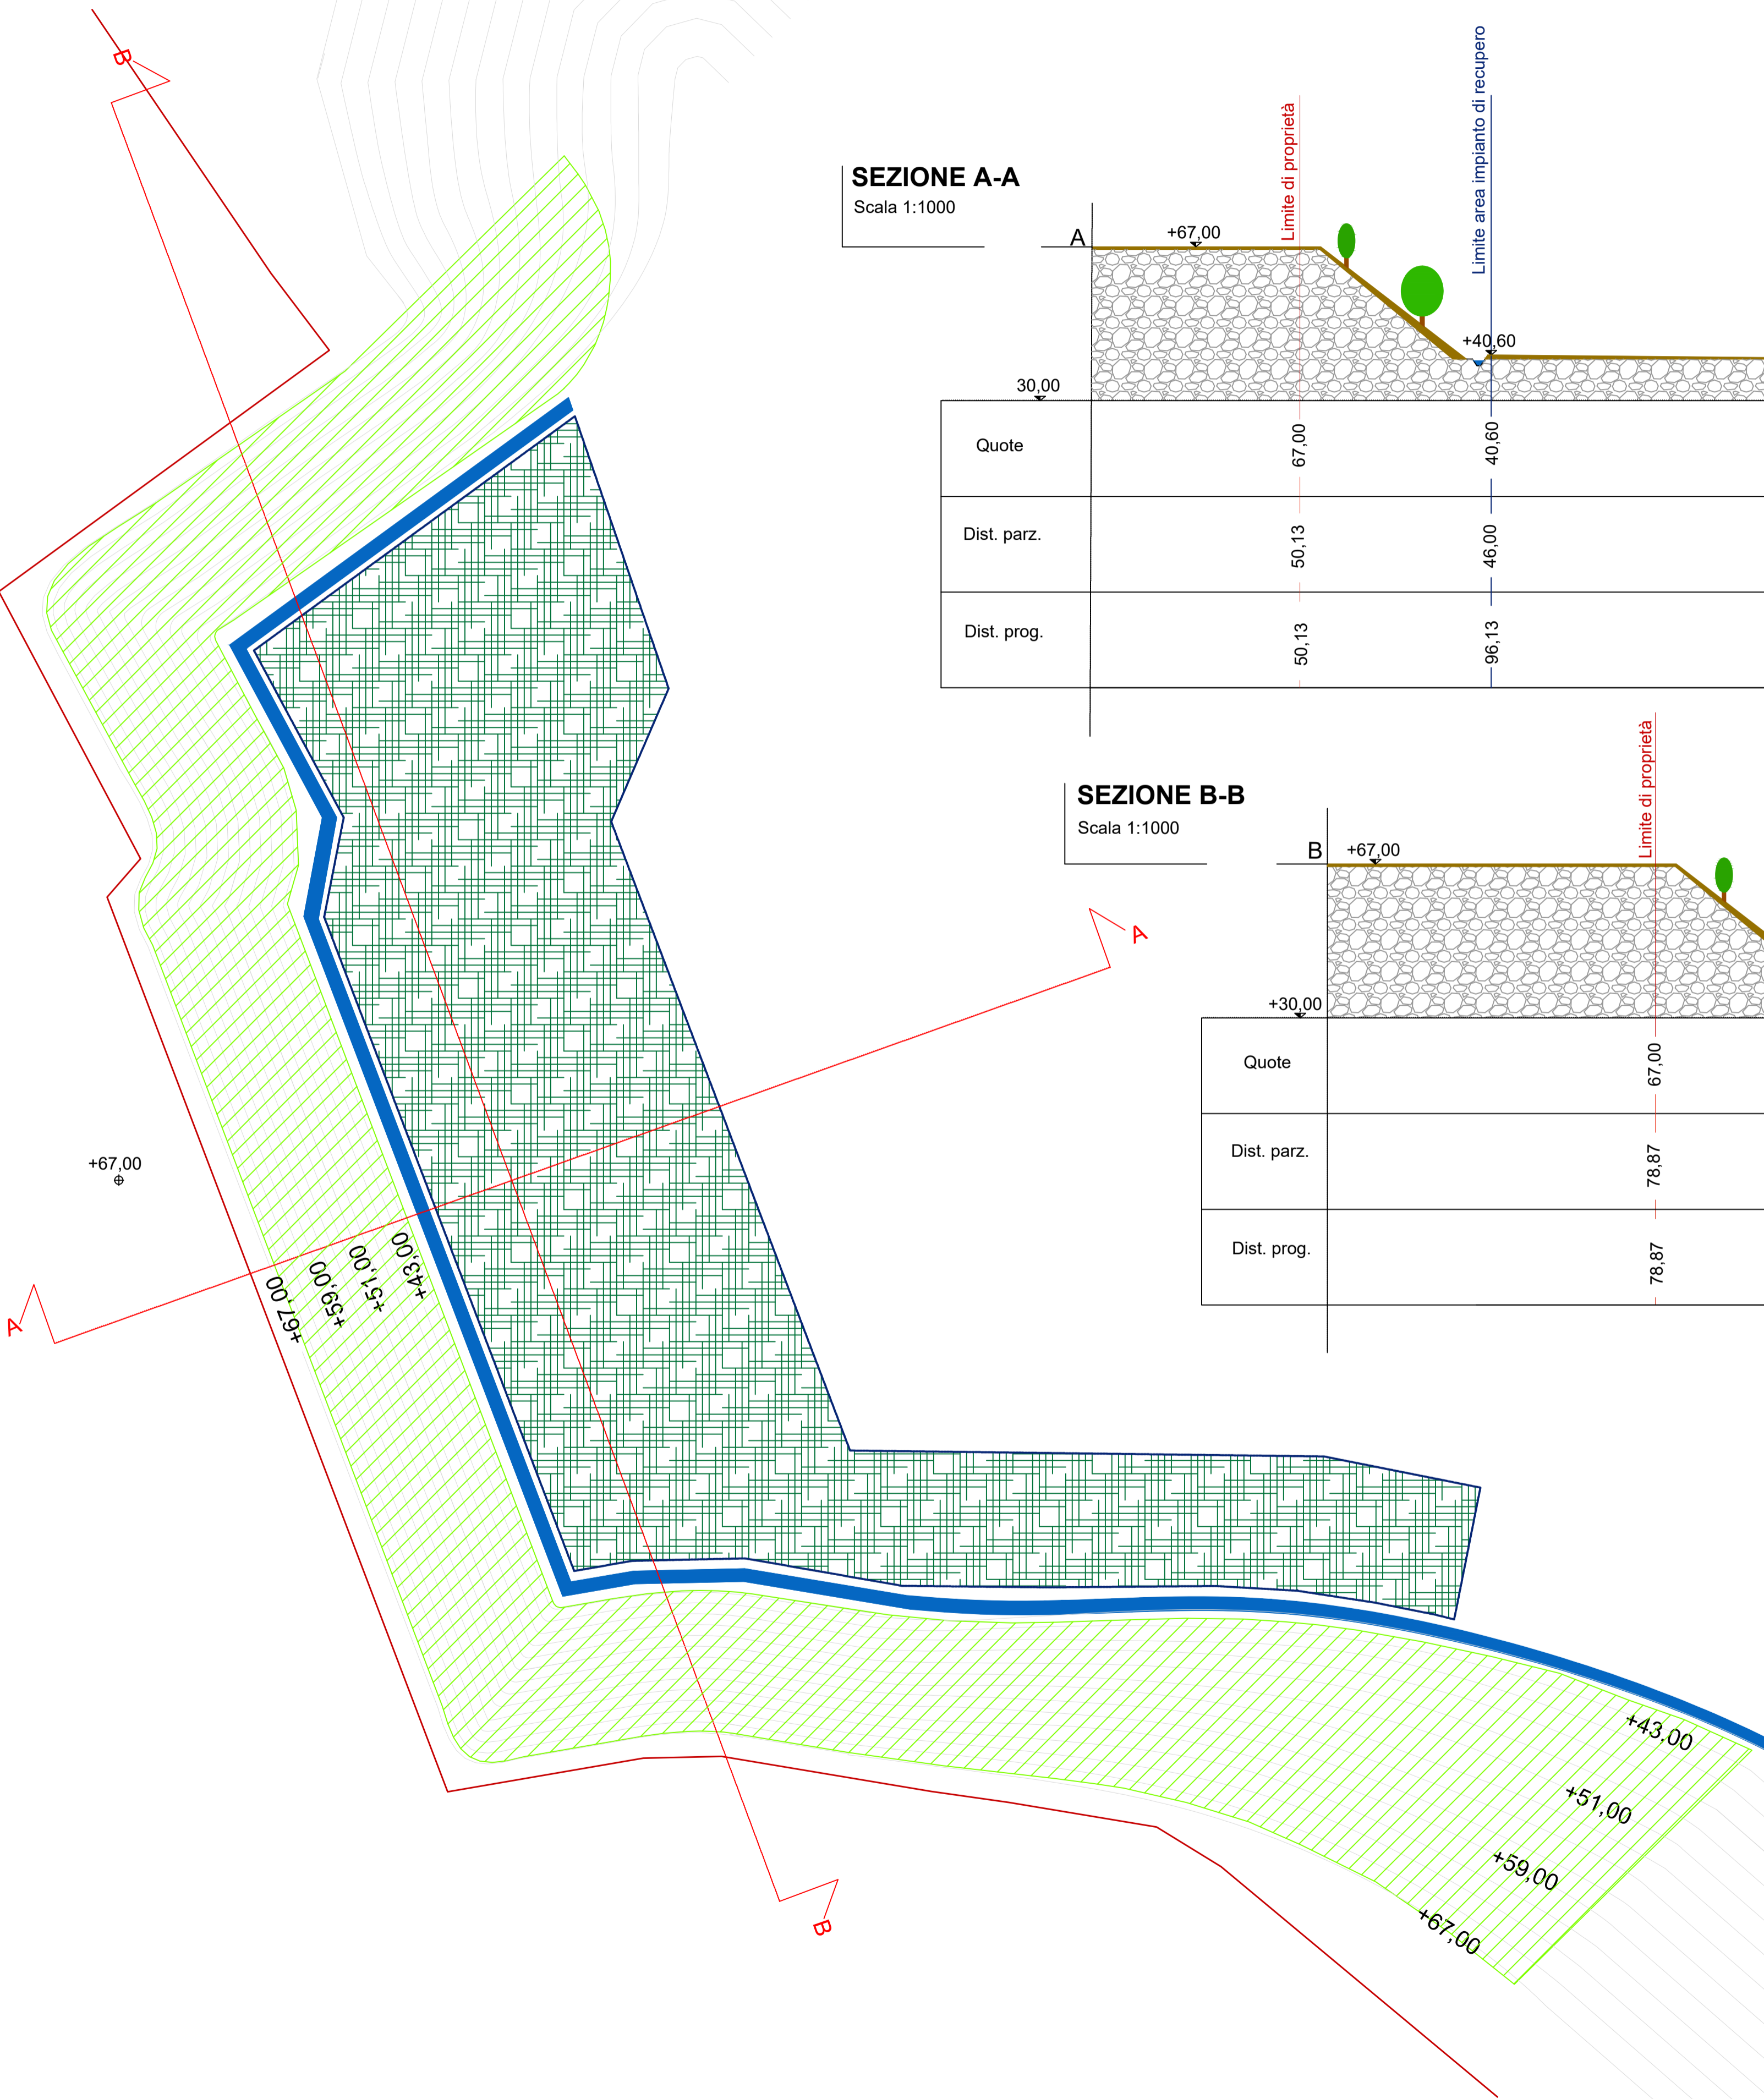 B
SEZIONE A-A
Scala 1:1000
Limite di proprietà
Limite area impianto di recupero
A
+67,00
+40,60
30,00
Quote
67,00
40,60
Dist. parz.
50,13
46,00
Dist. prog.
50,13
96,13
SEZIONE B-B
Scala 1:1000
Limite di proprietà
B
+67,00
+30,00
Quote
67,00
Dist. parz.
78,87
Dist. prog.
78,87
A
+67,00
A
+67,00
+59,00
+51,00
+43,00
+43.00
+51,00
+59,00
+67,00
B